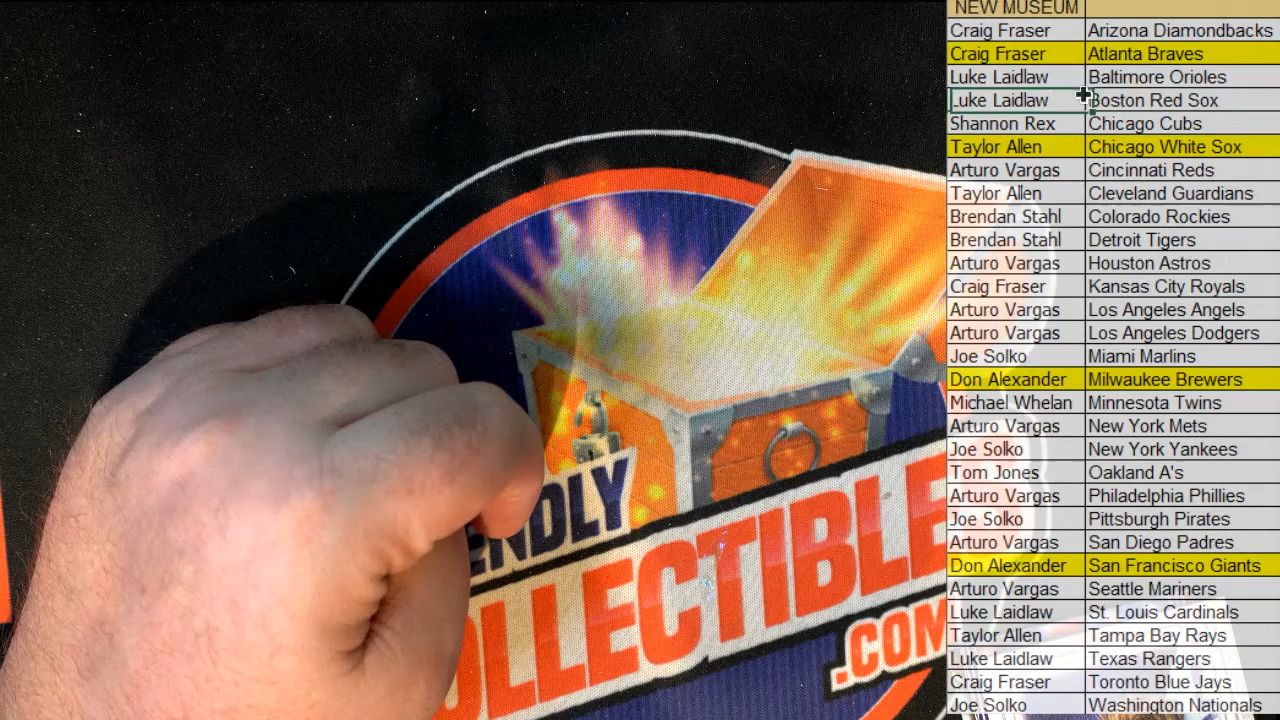 NEW MUSEUM
Craig Fraser Arizona Diamondbacks
Craig Fraser Atlanta Braves
Luke Laidlaw Baltimore Orioles
Luke Laidlaw Boston Red Sox
Shannon Rex Chicago Cubs
Taylor Allen Chicago White Sox
Arturo Vargas Cincinnati Reds
Taylor Allen Cleveland Guardians
Brendan Stahl Colorado Rockies
Brendan Stahl Detroit Tigers
Arturo Vargas Houston Astros
Craig Fraser Kansas City Royals
Arturo Vargas Los Angeles Angels
Arturo Vargas Los Angeles Dodgers
Joe Solko Miami Marlins
Don Alexander Milwaukee Brewers
Michael Whelan Minnesota Twins
Arturo Vargas New York Mets
Joe Solko New York Yankees
Tom Jones Oakland A's
Arturo Vargas Philadelphia Phillies
Joe Solko Pittsburgh Pirates
Arturo Vargas San Diego Padres
Don Alexander San Francisco Giants
Arturo Vargas Seattle Mariners
Luke Laidlaw St. Louis Cardinals
Taylor Allen Tampa Bay Rays
Luke Laidlaw Texas Rangers
Craig Fraser Toronto Blue Jays
Joe Solko Washington Nationals
ENDLY
OLLECTIBLE
.COM